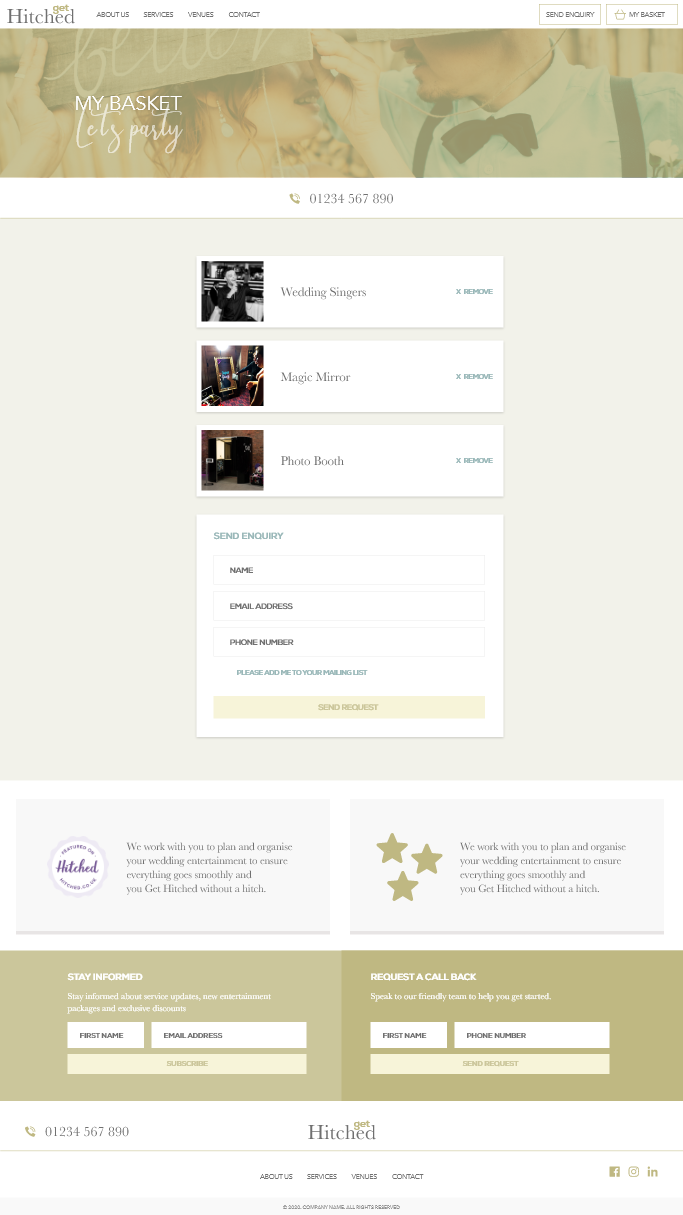 get
Hitched
ABOUT US
SERVICES
VENUES
CONTACT
SEND ENQUIRY
MY BASKET
MY BASKET
Let's party
01234 567 890
Wedding Singers
X REMOVE
Magic Mirror
X REMOVE
Photo Booth
X REMOVE
SEND ENQUIRY
NAME
EMAIL ADDRESS
PHONE NUMBER
PLEASE ADD ME TO YOUR MAILING LIST
SEND REQUEST
FEATURED ON
Hitched
HITCHED.CO.UK
We work with you to plan and organise
your wedding entertainment to ensure
everything goes smoothly and
you Get Hitched without a hitch.
We work with you to plan and organise
your wedding entertainment to ensure
everything goes smoothly and
you Get Hitched without a hitch.
STAY INFORMED
Stay informed about service updates, new entertainment
packages and exclusive discounts
FIRST NAME
EMAIL ADDRESS
SUBSCRIBE
REQUEST A CALL BACK
Speak to our friendly team to help you get started.
FIRST NAME
PHONE NUMBER
SEND REQUEST
01234 567 890
get
Hitched
ABOUT US
SERVICES
VENUES
CONTACT
© 2020. COMPANY NAME. ALL RIGHTS RESERVED